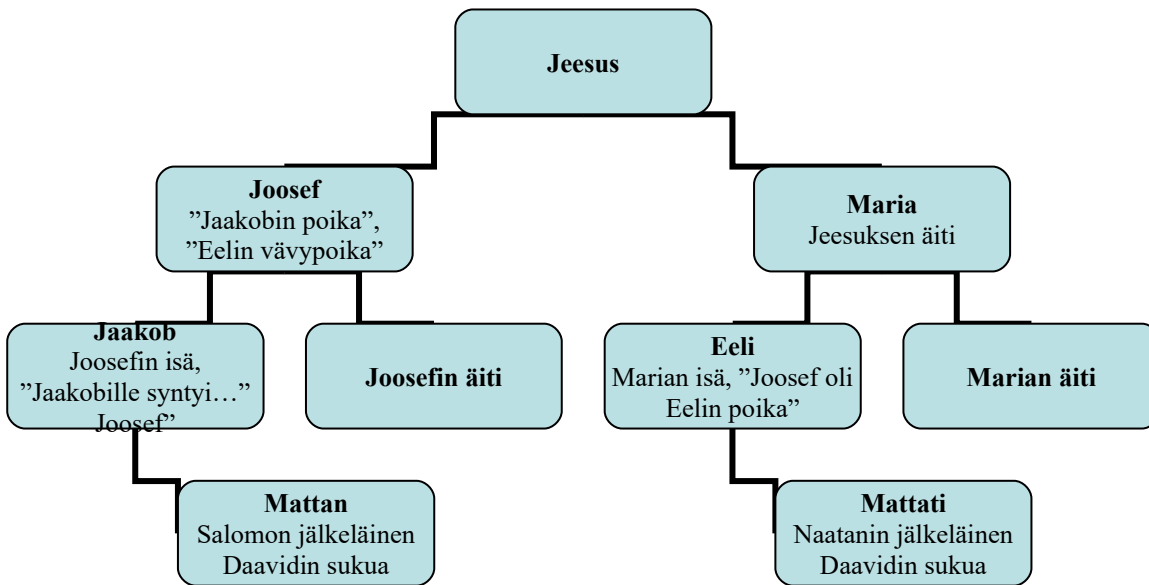 Jeesus
Joosef
”Jaakobin poika”,
”Eelin vävypoika”
Maria
Jeesuksen äiti
Jaakob
Joosefin isä,
”Jaakobille syntyi…”
Joosef”
Joosefin äiti
Eeli
Marian isä, ”Joosef oli
Eelin poika”
Marian äiti
Mattan
Salomon jälkeläinen
Daavidin sukua
Mattati
Naatanin jälkeläinen
Daavidin sukua